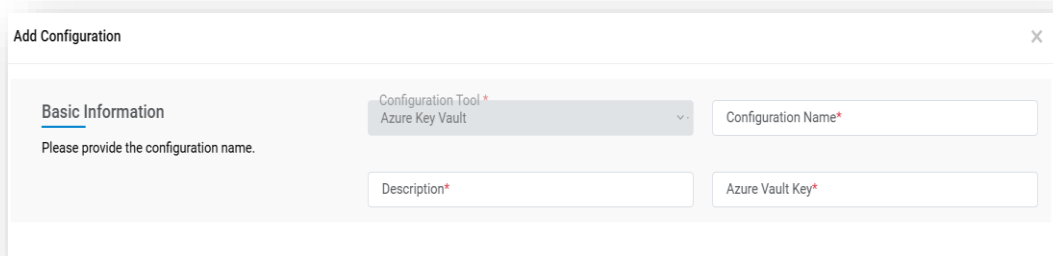 Add Configuration
Basic Information
Please provide the configuration name.
Configuration Tool *
Azure Key Vault
Configuration Name*
Description*
Azure Vault Key*